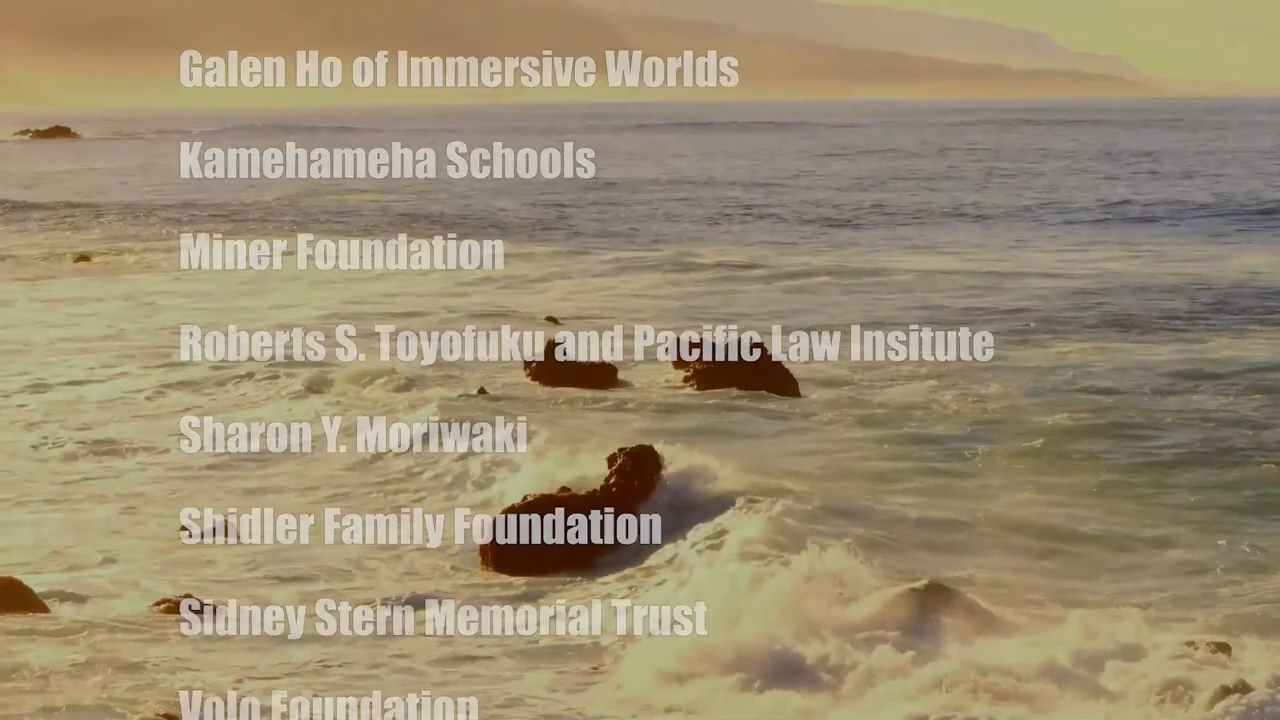 Galen Ho of Immersive Worlds
Kamehameha Schools
Miner Foundation
Roberts S. Toyofuku and Pacific Law Insitute
Sharon Y. Moriwaki
Shidler Family Foundation
Sidney Stern Memorial Trust
Volo Foundation